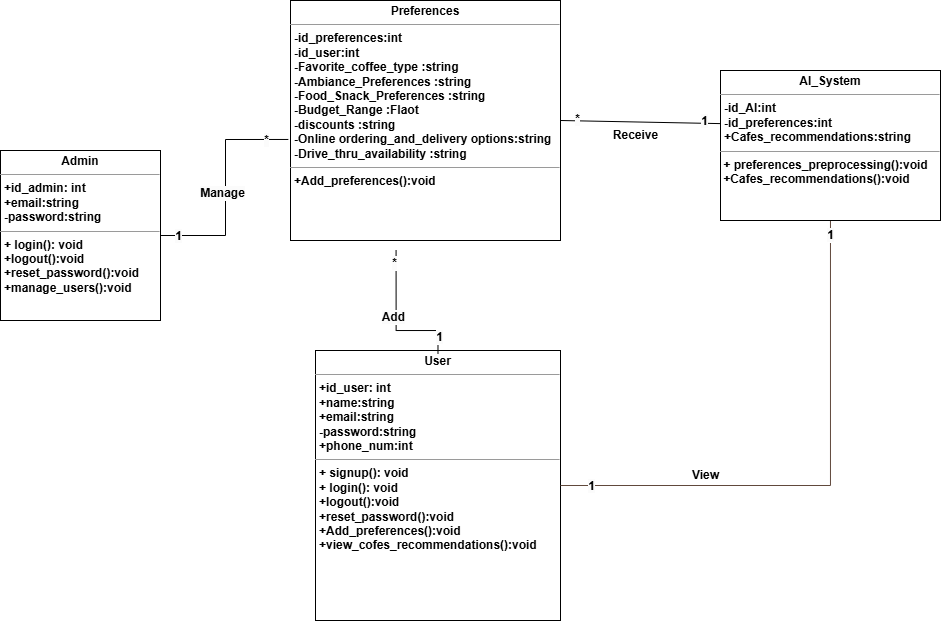 Preferences
-id_preferences:int
-id_user:int
-Favorite_coffee_type :string
-Ambiance_Preferences :string
-Food_Snack_Preferences :string
-Budget_Range :Flaot
-discounts :string
-Online ordering_and_delivery options:string
-Drive_thru_availability :string
+Add_preferences():void
AI_System
-id_AI:int
-id_preferences:int
+Cafes_recommendations:string
+ preferences_preprocessing():void
+Cafes_recommendations():void
*
1
Receive
Admin
+id_admin: int
+email:string
-password:string
+ login(): void
+logout():void
+reset_password():void
+manage_users():void
*
Manage
1
*
Add
1
1
User
+id_user: int
+name:string
+email:string
-password:string
+phone_num:int
+ signup(): void
+ login(): void
+logout():void
+reset_password():void
+Add_preferences():void
+view_cofes_recommendations():void
View
1